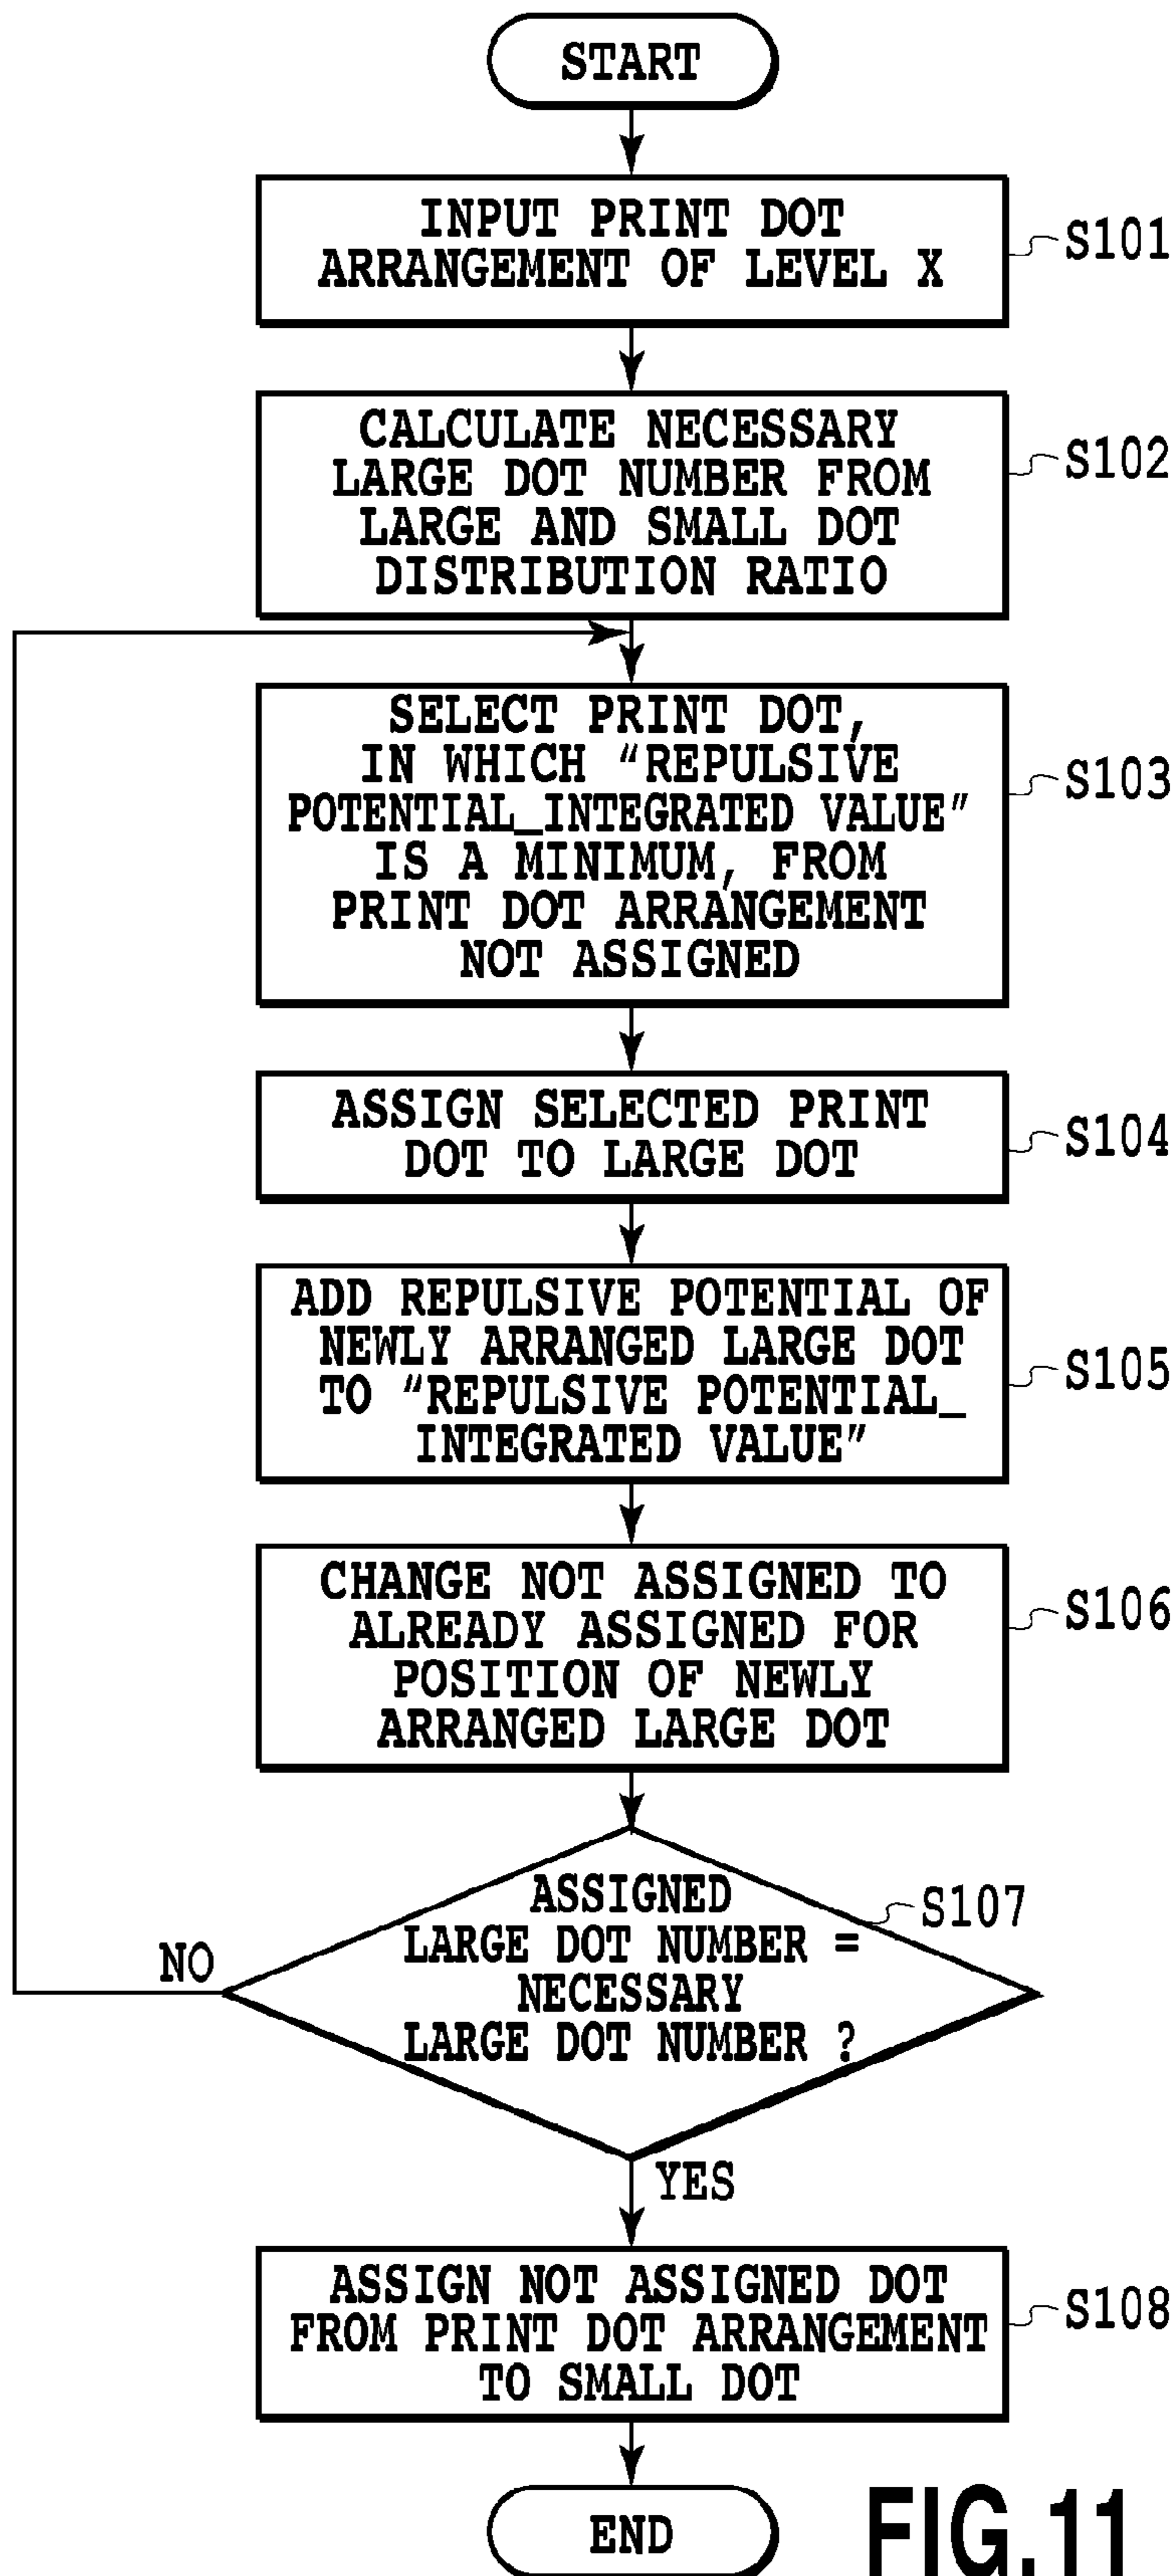 START
INPUT PRINT DOT
ARRANGEMENT OF LEVEL X
S101
CALCULATE NECESSARY
LARGE DOT NUMBER FROM
LARGE AND SMALL DOT
DISTRIBUTION RATIO
S102
SELECT PRINT DOT,
IN WHICH “REPULSIVE
POTENTIAL_INTEGRATED VALUE”
IS A MINIMUM, FROM
PRINT DOT ARRANGEMENT
NOT ASSIGNED
S103
ASSIGN SELECTED PRINT
DOT TO LARGE DOT
S104
ADD REPULSIVE POTENTIAL OF
NEWLY ARRANGED LARGE DOT
TO “REPULSIVE POTENTIAL_
INTEGRATED VALUE”
S105
CHANGE NOT ASSIGNED TO
ALREADY ASSIGNED FOR
POSITION OF NEWLY
ARRANGED LARGE DOT
S106
ASSIGNED
LARGE DOT NUMBER =
NECESSARY
LARGE DOT NUMBER ?
S107
NO
YES
ASSIGN NOT ASSIGNED DOT
FROM PRINT DOT ARRANGEMENT
TO SMALL DOT
S108
END
FIG.11